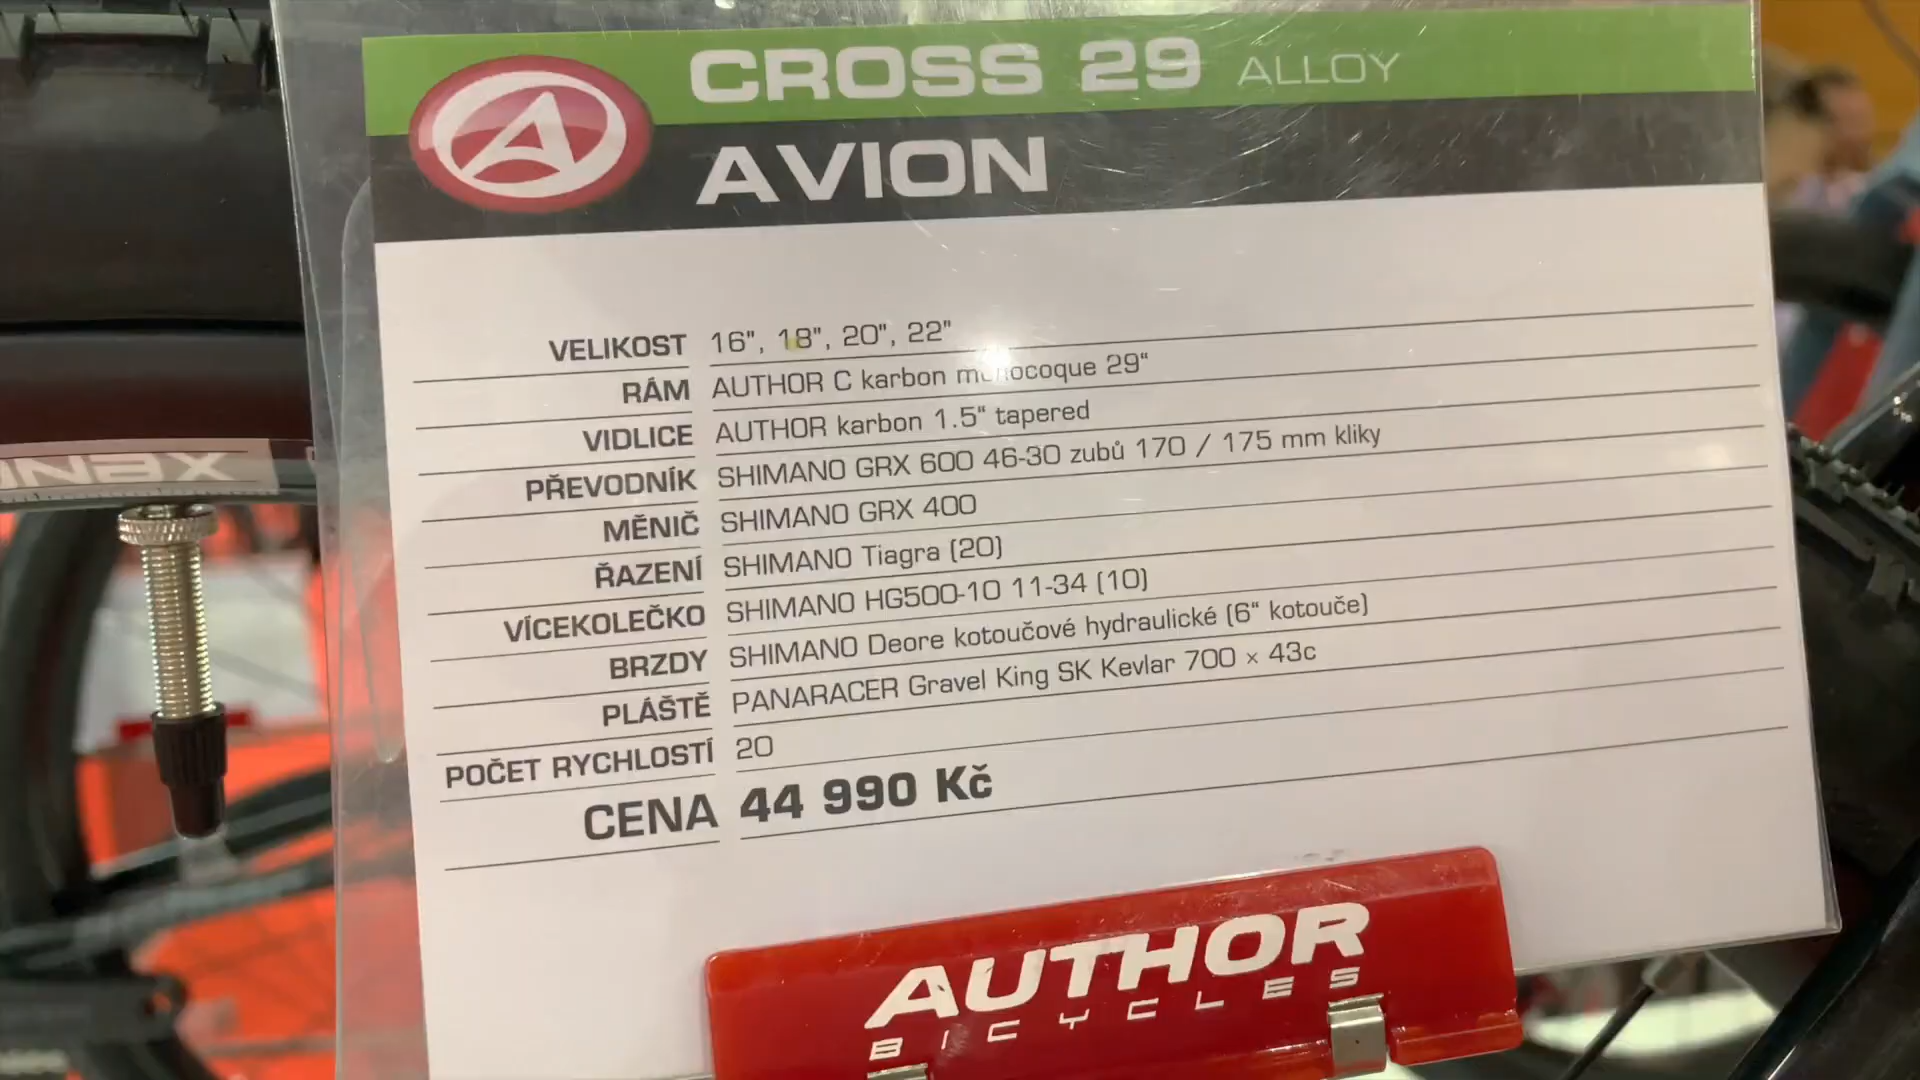 CROSS 29 ALLOY
AVION
VELIKOST 16", 18", 20", 22"
RÁM AUTHOR C karbon monocoque 29"
VIDLICE AUTHOR karbon 1.5" tapered
PŘEVODNÍK SHIMANO GRX 600 46-30 zubů 170 / 175 mm kliky
MĚNIČ SHIMANO GRX 400
ŘAZENÍ SHIMANO Tiagra (20)
VÍCEKOLEČKO SHIMANO HG500-10 11-34 (10)
BRZDY SHIMANO Deore kotoučové hydraulické (6" kotouče)
PLÁŠTĚ PANARACER Gravel King SK Kevlar 700 × 43c
POČET RYCHLOSTÍ 20
CENA 44 990 Kč
AUTHOR
BICYCLES